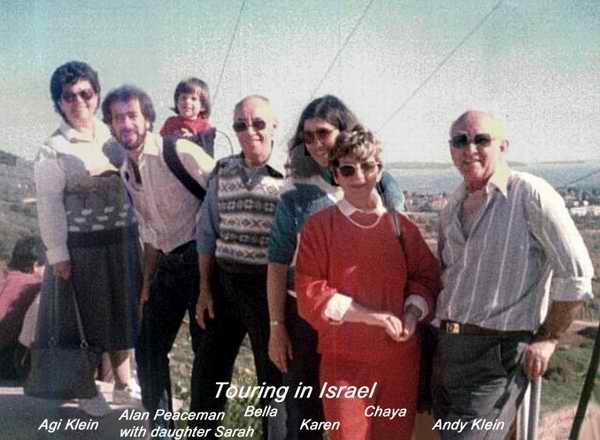 Touring in Israel
Agi Klein
Alan Peaceman
with daughter Sarah
Bella
Karen
Chaya
Andy Klein